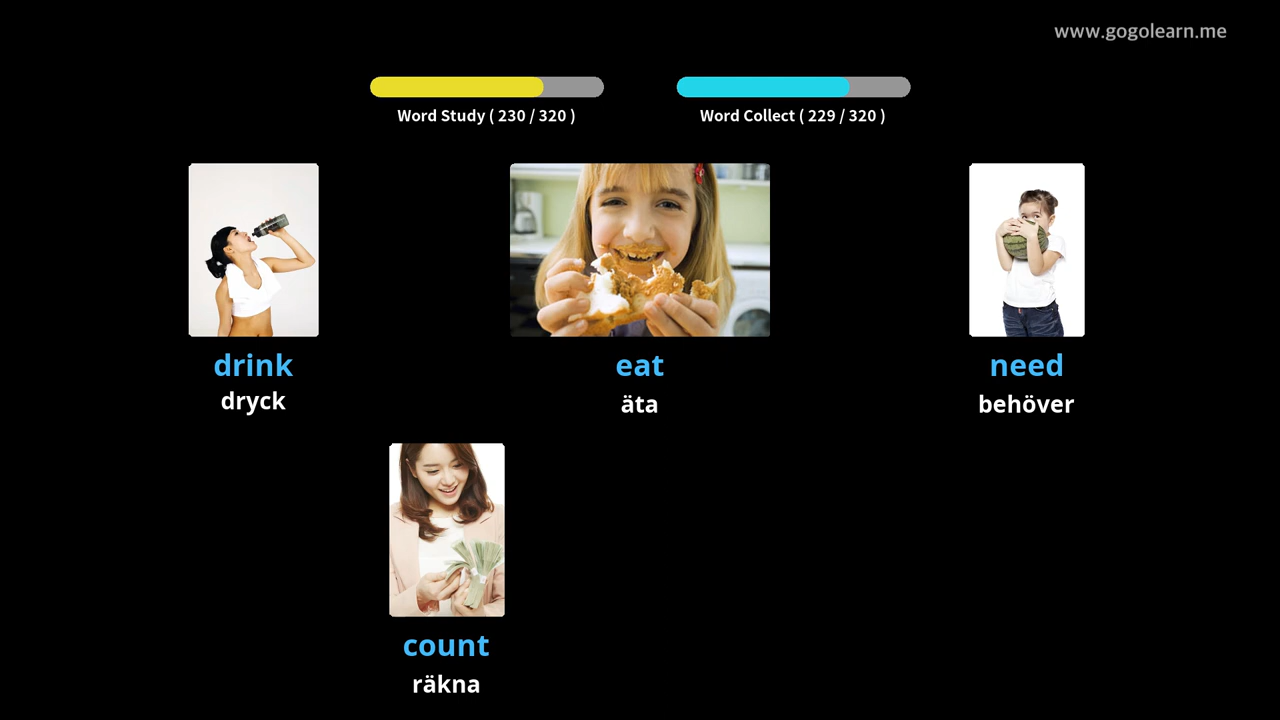 www.gogolearn.me
Word Study ( 230 / 320 )
Word Collect ( 229 / 320 )
drink
dryck
eat
äta
need
behöver
count
räkna